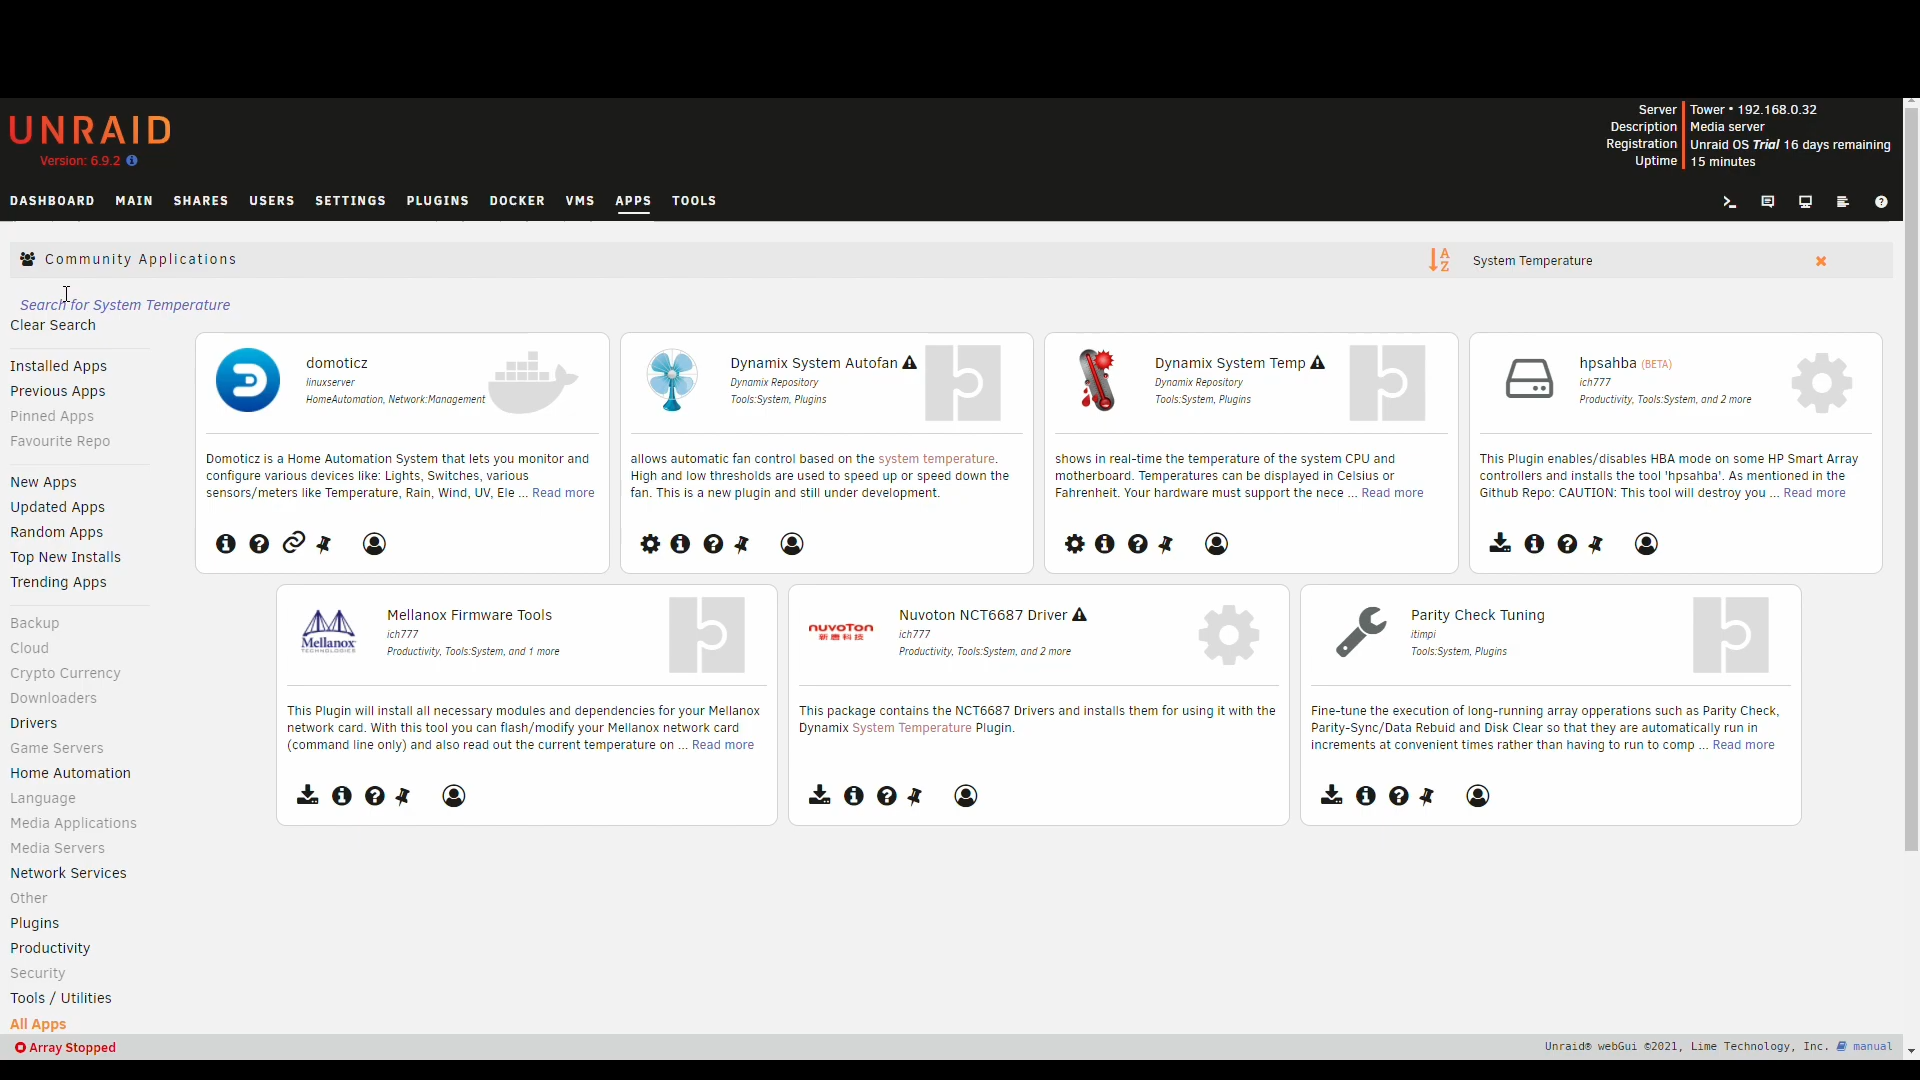 UNRAID
Version: 6.9.2
Server
Description
Registration
Uptime
Tower • 192.168.0.32
Media server
Unraid OS Trial 16 days remaining
15 minutes
DASHBOARD MAIN SHARES USERS SETTINGS PLUGINS DOCKER VMS APPS TOOLS
Community Applications
A
Z
System Temperature
Search for System Temperature
Clear Search
Installed Apps
Previous Apps
Pinned Apps
Favourite Repo
New Apps
Updated Apps
Random Apps
Top New Installs
Trending Apps
Backup
Cloud
Crypto Currency
Downloaders
Drivers
Game Servers
Home Automation
Language
Media Applications
Media Servers
Network Services
Other
Plugins
Productivity
Security
Tools / Utilities
All Apps
domoticz
linuxserver
HomeAutomation, Network:Management
Domoticz is a Home Automation System that lets you monitor and
configure various devices like: Lights, Switches, various
sensors/meters like Temperature, Rain, Wind, UV, Ele ... Read more
Dynamix System Autofan
Dynamix Repository
Tools:System, Plugins
allows automatic fan control based on the system temperature.
High and low thresholds are used to speed up or speed down the
fan. This is a new plugin and still under development.
Dynamix System Temp
Dynamix Repository
Tools:System, Plugins
shows in real-time the temperature of the system CPU and
motherboard. Temperatures can be displayed in Celsius or
Fahrenheit. Your hardware must support the nece ... Read more
hpsahba (BETA)
ich777
Productivity, Tools:System, and 2 more
This Plugin enables/disables HBA mode on some HP Smart Array
controllers and installs the tool 'hpsahba'. As mentioned in the
Github Repo: CAUTION: This tool will destroy you ... Read more
Mellanox
TECHNOLOGIES
Mellanox Firmware Tools
ich777
Productivity, Tools:System, and 1 more
This Plugin will install all necessary modules and dependencies for your Mellanox
network card. With this tool you can flash/modify your Mellanox network card
(command line only) and also read out the current temperature on ... Read more
nuvoTon
新唐科技
Nuvoton NCT6687 Driver
ich777
Productivity, Tools:System, and 2 more
This package contains the NCT6687 Drivers and installs them for using it with the
Dynamix System Temperature Plugin.
Parity Check Tuning
itimpi
Tools:System, Plugins
Fine-tune the execution of long-running array opperations such as Parity Check,
Parity-Sync/Data Rebuid and Disk Clear so that they are automatically run in
increments at convenient times rather than having to run to comp ... Read more
Array Stopped
Unraid® webGui ©2021, Lime Technology, Inc. manual